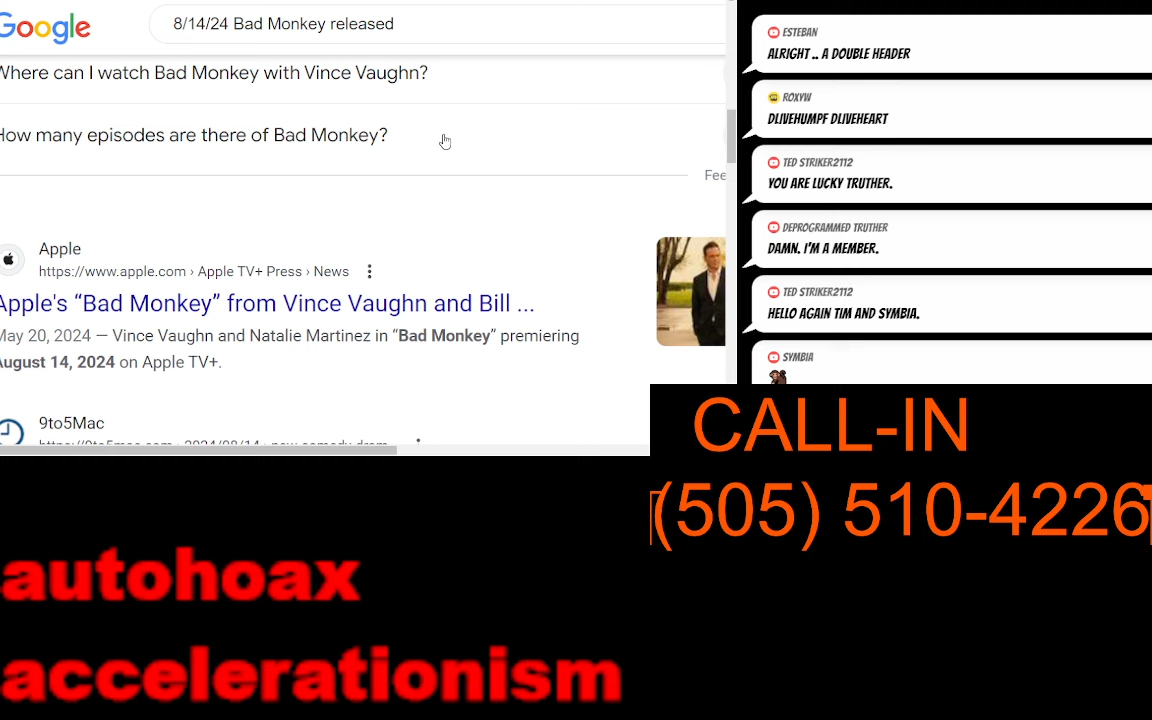 Google
8/14/24 Bad Monkey released
Where can I watch Bad Monkey with Vince Vaughn?
How many episodes are there of Bad Monkey?
Fee
Apple
https://www.apple.com › Apple TV+ Press › News
Apple's “Bad Monkey” from Vince Vaughn and Bill ...
May 20, 2024 — Vince Vaughn and Natalie Martinez in “Bad Monkey” premiering
August 14, 2024 on Apple TV+.
9to5Mac
ESTEBAN
ALRIGHT .. A DOUBLE HEADER
ROXYW
DLIVEHUMPF DLIVEHEART
TED STRIKER2112
YOU ARE LUCKY TRUTHER.
DEPROGRAMMED TRUTHER
DAMN. I'M A MEMBER.
TED STRIKER2112
HELLO AGAIN TIM AND SYMBIA.
SYMBIA
CALL-IN
(505) 510-4226
autohoax
accelerationism